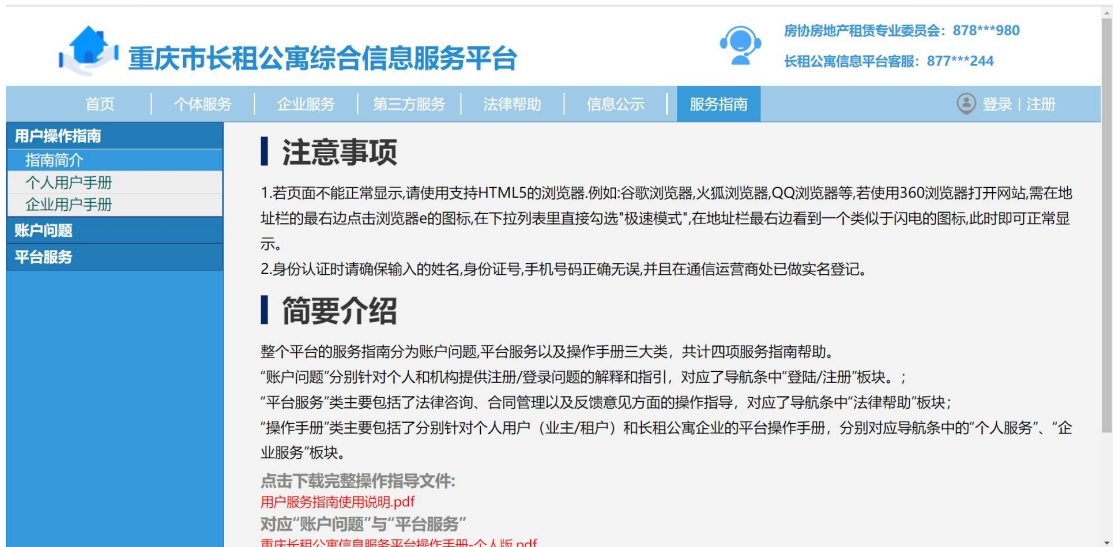 重庆市长租公寓综合信息服务平台
房协房地产租赁专业委员会：878***980
长租公寓信息平台客服：877***244
首页 个体服务 企业服务 第三方服务 法律帮助 信息公示 服务指南 登录 | 注册
用户操作指南
指南简介
个人用户手册
企业用户手册
账户问题
平台服务
注意事项
1.若页面不能正常显示,请使用支持HTML5的浏览器.例如:谷歌浏览器,火狐浏览器,QQ浏览器等,若使用360浏览器打开网站,需在地
址栏的最右边点击浏览器e的图标,在下拉列表里直接勾选"极速模式",在地址栏最右边看到一个类似于闪电的图标,此时即可正常显
示。
2.身份认证时请确保输入的姓名,身份证号,手机号码正确无误,并且在通信运营商处已做实名登记。
简要介绍
整个平台的服务指南分为账户问题,平台服务以及操作手册三大类，共计四项服务指南帮助。
“账户问题”分别针对个人和机构提供注册/登录问题的解释和指引，对应了导航条中“登陆/注册”板块。；
“平台服务”类主要包括了法律咨询、合同管理以及反馈意见方面的操作指导，对应了导航条中“法律帮助”板块；
“操作手册”类主要包括了分别针对个人用户（业主/租户）和长租公寓企业的平台操作手册，分别对应导航条中的“个人服务”、“企
业服务”板块。
点击下载完整操作指导文件:
用户服务指南使用说明.pdf
对应“账户问题”与“平台服务”
重庆长租公寓信息服务平台操作手册-个人版.pdf